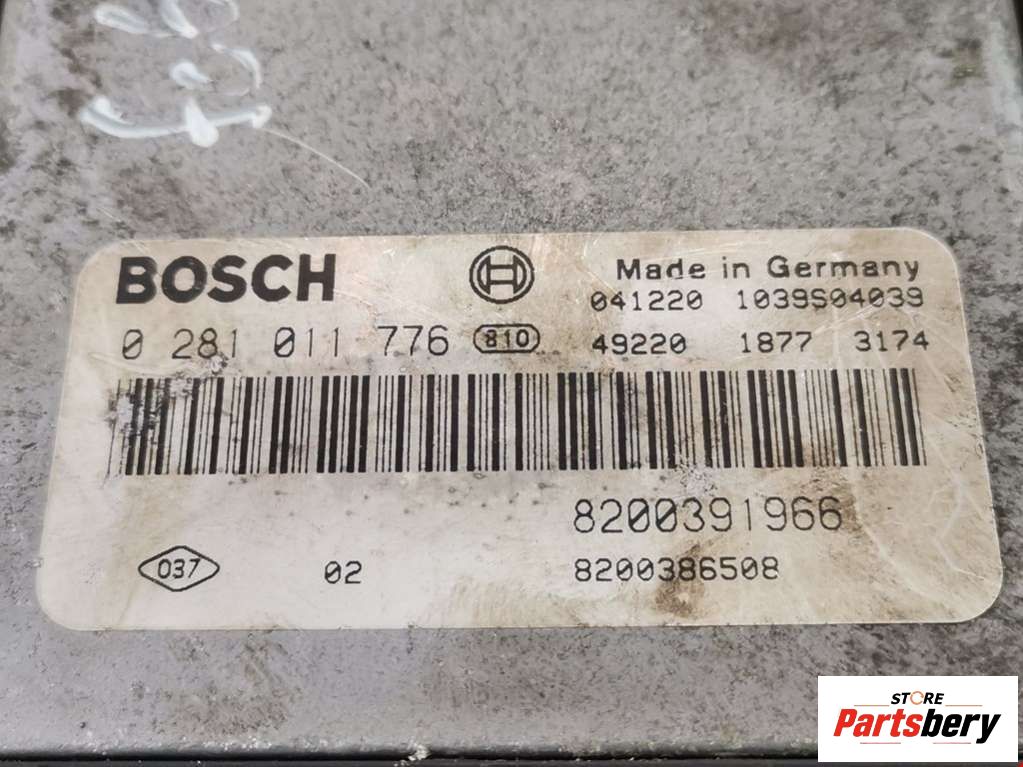 BOSCH
Made in Germany
041220 1039S04039
0 281 011 776 810
49220 1877 3174
8200391966
037 02 8200386508
STORE
Partsbery